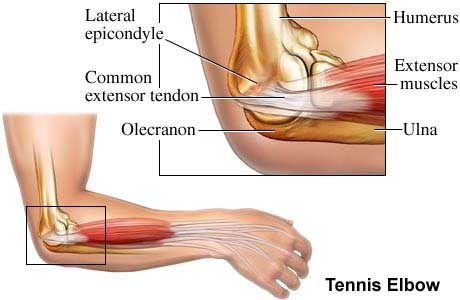 Lateral
epicondyle
Common
extensor tendon
Olecranon
Humerus
Extensor
muscles
Ulna
Tennis Elbow